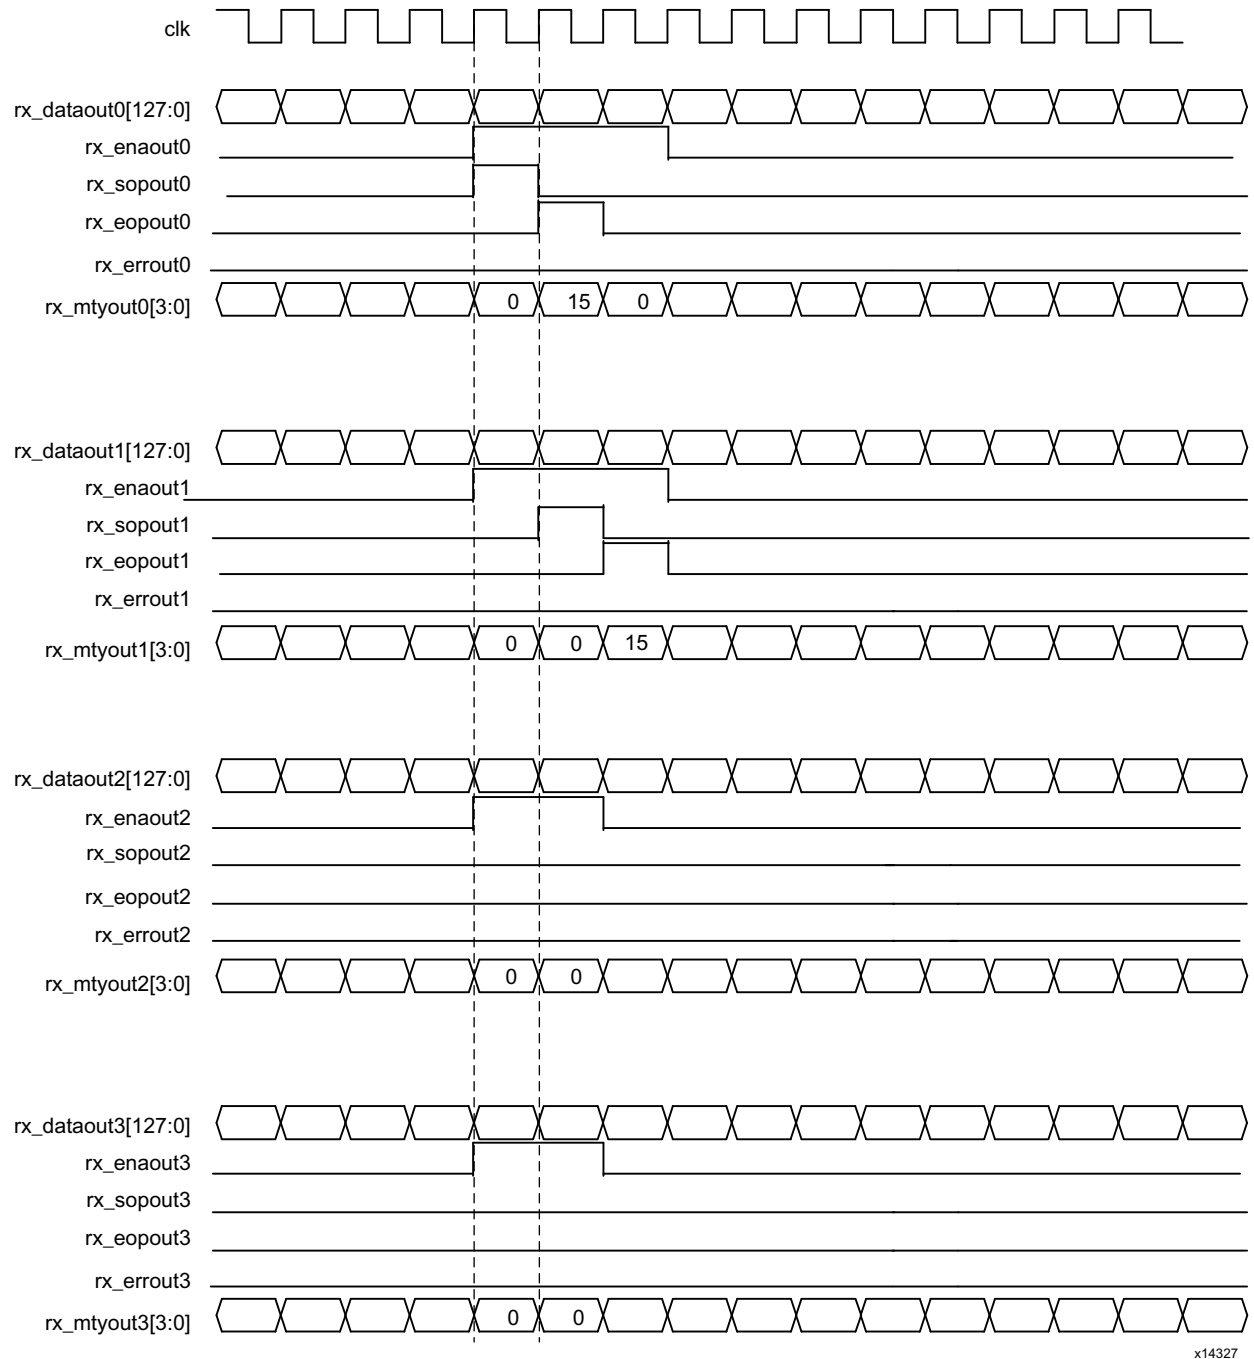 clk
rx_dataout0[127:0]
rx_enaout0
rx_sopout0
rx_eopout0
rx_errout0
rx_mtyout0[3:0] 0 15 0
rx_dataout1[127:0]
rx_enaout1
rx_sopout1
rx_eopout1
rx_errout1
rx_mtyout1[3:0] 0 0 15
rx_dataout2[127:0]
rx_enaout2
rx_sopout2
rx_eopout2
rx_errout2
rx_mtyout2[3:0] 0 0
rx_dataout3[127:0]
rx_enaout3
rx_sopout3
rx_eopout3
rx_errout3
rx_mtyout3[3:0] 0 0
x14327